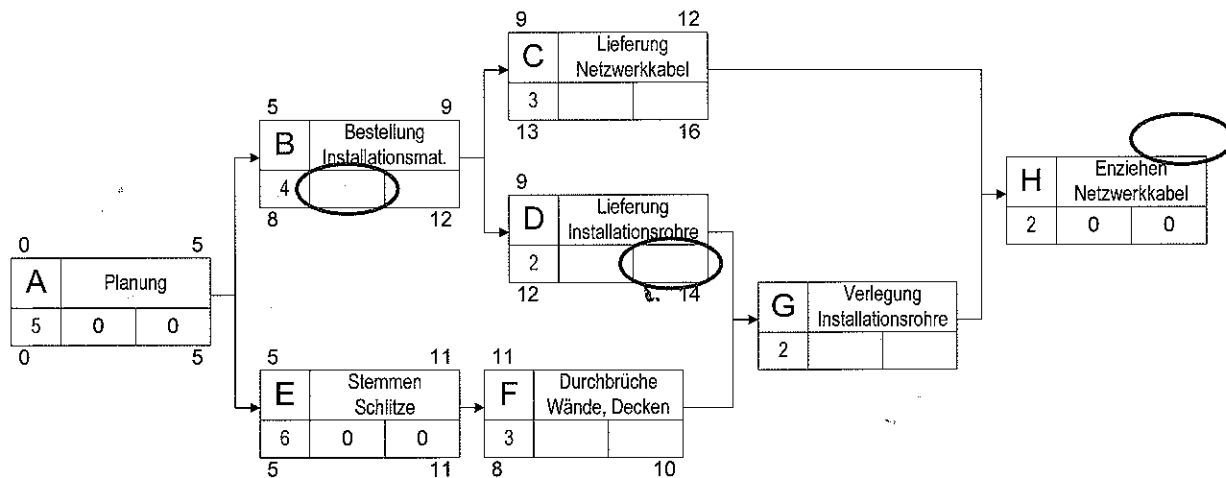 0 5
A Planung
5 0 0
0 5
5 9
B Bestellung
Installationsmat.
4
8 12
5 11
E Stemmen
Schlitze
6 0 0
5 11
9 12
C Lieferung
Netzwerkkabel
3
13 16
9
D Lieferung
Installationsrohre
2
12 14
11
F Durchbrüche
Wände, Decken
3
8 10
G Verlegung
Installationsrohre
2
H Enziehen
Netzwerkkabel
2 0 0